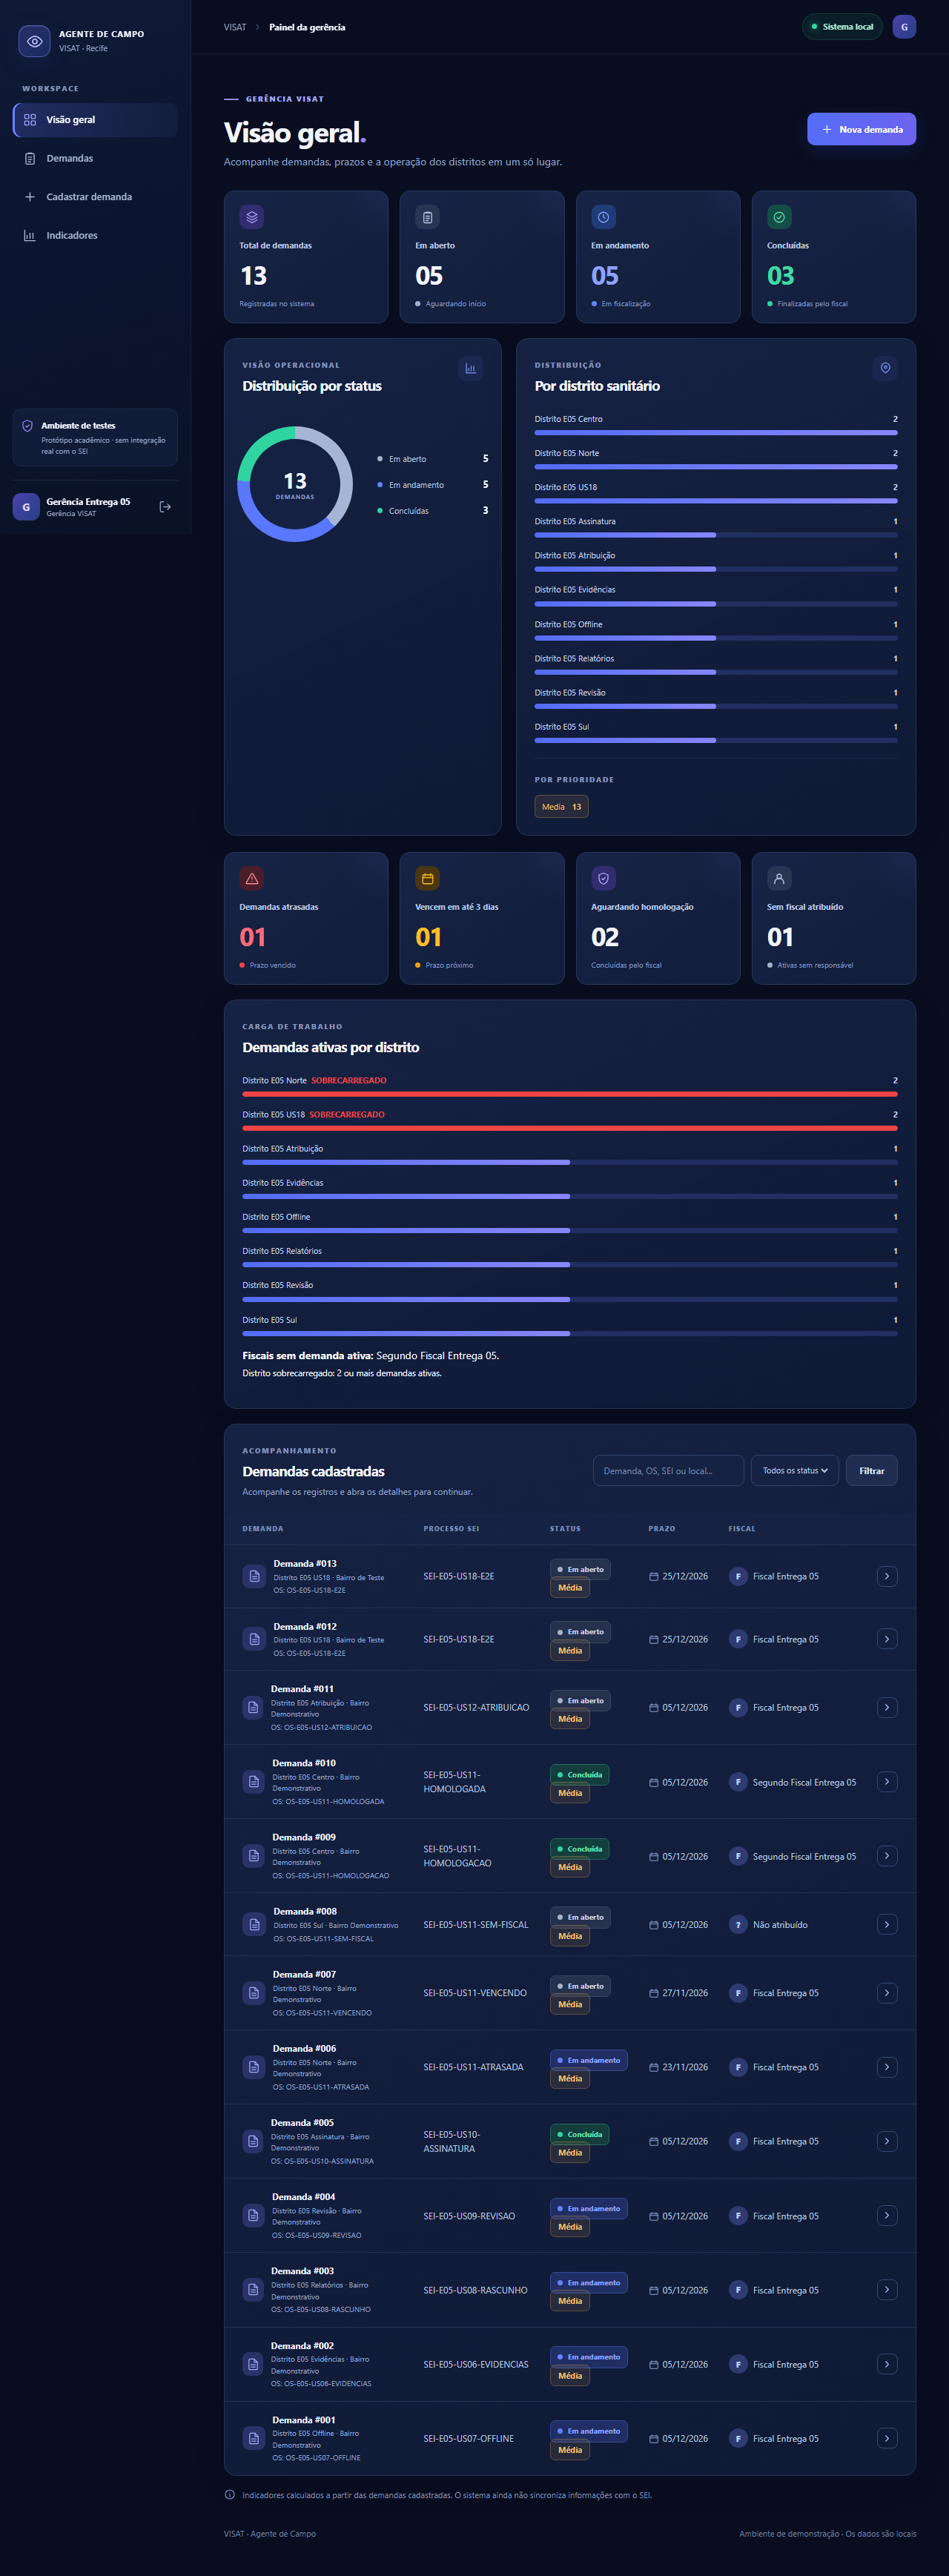 AGENTE DE CAMPO
VISAT · Recife
WORKSPACE
Visão geral
Demandas
Cadastrar demanda
Indicadores
Ambiente de testes
Protótipo acadêmico · sem integração
real com o SEI
G
Gerência Entrega 05
Gerência VISAT
VISAT
Painel da gerência
Sistema local
G
GERÊNCIA VISAT
Visão geral.
Acompanhe demandas, prazos e a operação dos distritos em um só lugar.
Nova demanda
Total de demandas
13
Registradas no sistema
Em aberto
05
Aguardando início
Em andamento
05
Em fiscalização
Concluídas
03
Finalizadas pelo fiscal
VISÃO OPERACIONAL
Distribuição por status
13
DEMANDAS
Em aberto 5
Em andamento 5
Concluídas 3
DISTRIBUIÇÃO
Por distrito sanitário
Distrito E05 Centro 2
Distrito E05 Norte 2
Distrito E05 US18 2
Distrito E05 Assinatura 1
Distrito E05 Atribuição 1
Distrito E05 Evidências 1
Distrito E05 Offline 1
Distrito E05 Relatórios 1
Distrito E05 Revisão 1
Distrito E05 Sul 1
POR PRIORIDADE
Media 13
Demandas atrasadas
01
Prazo vencido
Vencem em até 3 dias
01
Prazo próximo
Aguardando homologação
02
Concluídas pelo fiscal
Sem fiscal atribuído
01
Ativas sem responsável
CARGA DE TRABALHO
Demandas ativas por distrito
Distrito E05 Norte SOBRECARREGADO 2
Distrito E05 US18 SOBRECARREGADO 2
Distrito E05 Atribuição 1
Distrito E05 Evidências 1
Distrito E05 Offline 1
Distrito E05 Relatórios 1
Distrito E05 Revisão 1
Distrito E05 Sul 1
Fiscais sem demanda ativa: Segundo Fiscal Entrega 05.
Distrito sobrecarregado: 2 ou mais demandas ativas.
ACOMPANHAMENTO
Demandas cadastradas
Acompanhe os registros e abra os detalhes para continuar.
Demanda, OS, SEI ou local...
Todos os status
Filtrar
DEMANDA PROCESSO SEI STATUS PRAZO FISCAL
Demanda #013
Distrito E05 US18 · Bairro de Teste
OS: OS-E05-US18-E2E
SEI-E05-US18-E2E
Em aberto
Média
25/12/2026
F Fiscal Entrega 05
Demanda #012
Distrito E05 US18 · Bairro de Teste
OS: OS-E05-US18-E2E
SEI-E05-US18-E2E
Em aberto
Média
25/12/2026
F Fiscal Entrega 05
Demanda #011
Distrito E05 Atribuição · Bairro
Demonstrativo
OS: OS-E05-US12-ATRIBUICAO
SEI-E05-US12-ATRIBUICAO
Em aberto
Média
05/12/2026
F Fiscal Entrega 05
Demanda #010
Distrito E05 Centro · Bairro
Demonstrativo
OS: OS-E05-US11-HOMOLOGADA
SEI-E05-US11-
HOMOLOGADA
Concluída
Média
05/12/2026
F Segundo Fiscal Entrega 05
Demanda #009
Distrito E05 Centro · Bairro
Demonstrativo
OS: OS-E05-US11-HOMOLOGACAO
SEI-E05-US11-
HOMOLOGACAO
Concluída
Média
05/12/2026
F Segundo Fiscal Entrega 05
Demanda #008
Distrito E05 Sul · Bairro Demonstrativo
OS: OS-E05-US11-SEM-FISCAL
SEI-E05-US11-SEM-FISCAL
Em aberto
Média
05/12/2026
? Não atribuído
Demanda #007
Distrito E05 Norte · Bairro
Demonstrativo
OS: OS-E05-US11-VENCENDO
SEI-E05-US11-VENCENDO
Em aberto
Média
27/11/2026
F Fiscal Entrega 05
Demanda #006
Distrito E05 Norte · Bairro
Demonstrativo
OS: OS-E05-US11-ATRASADA
SEI-E05-US11-ATRASADA
Em andamento
Média
23/11/2026
F Fiscal Entrega 05
Demanda #005
Distrito E05 Assinatura · Bairro
Demonstrativo
OS: OS-E05-US10-ASSINATURA
SEI-E05-US10-
ASSINATURA
Concluída
Média
05/12/2026
F Fiscal Entrega 05
Demanda #004
Distrito E05 Revisão · Bairro
Demonstrativo
OS: OS-E05-US09-REVISAO
SEI-E05-US09-REVISAO
Em andamento
Média
05/12/2026
F Fiscal Entrega 05
Demanda #003
Distrito E05 Relatórios · Bairro
Demonstrativo
OS: OS-E05-US08-RASCUNHO
SEI-E05-US08-RASCUNHO
Em andamento
Média
05/12/2026
F Fiscal Entrega 05
Demanda #002
Distrito E05 Evidências · Bairro
Demonstrativo
OS: OS-E05-US06-EVIDENCIAS
SEI-E05-US06-EVIDENCIAS
Em andamento
Média
05/12/2026
F Fiscal Entrega 05
Demanda #001
Distrito E05 Offline · Bairro
Demonstrativo
OS: OS-E05-US07-OFFLINE
SEI-E05-US07-OFFLINE
Em andamento
Média
05/12/2026
F Fiscal Entrega 05
Indicadores calculados a partir das demandas cadastradas. O sistema ainda não sincroniza informações com o SEI.
VISAT · Agente de Campo
Ambiente de demonstração · Os dados são locais